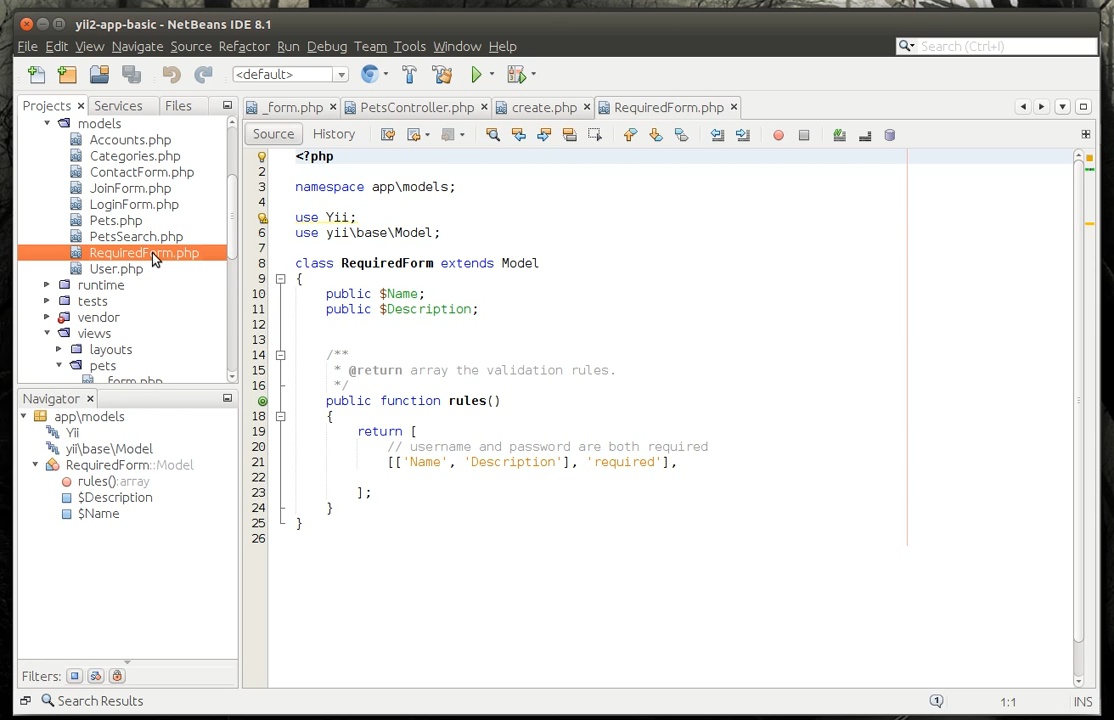 yii2-app-basic - NetBeans IDE 8.1
File Edit View Navigate Source Refactor Run Debug Team Tools Window Help
Search (Ctrl+I)
<default>
Projects Services Files
_form.php PetsController.php create.php RequiredForm.php
Source History
models
Accounts.php
Categories.php
ContactForm.php
JoinForm.php
LoginForm.php
Pets.php
PetsSearch.php
RequiredForm.php
User.php
runtime
tests
vendor
views
layouts
pets
_form.php
Navigator
app\models
Yii
yii\base\Model
RequiredForm::Model
rules():array
$Description
$Name
Filters:
<?php
2
3 namespace app\models;
4
use Yii;
6 use yii\base\Model;
7
8 class RequiredForm extends Model
9 {
10 public $Name;
11 public $Description;
12
13
14 /**
15 * @return array the validation rules.
16 */
public function rules()
18 {
19 return [
20 // username and password are both required
21 [['Name', 'Description'], 'required'],
22
23 ];
24 }
25 }
26
Search Results
1
1:1
INS